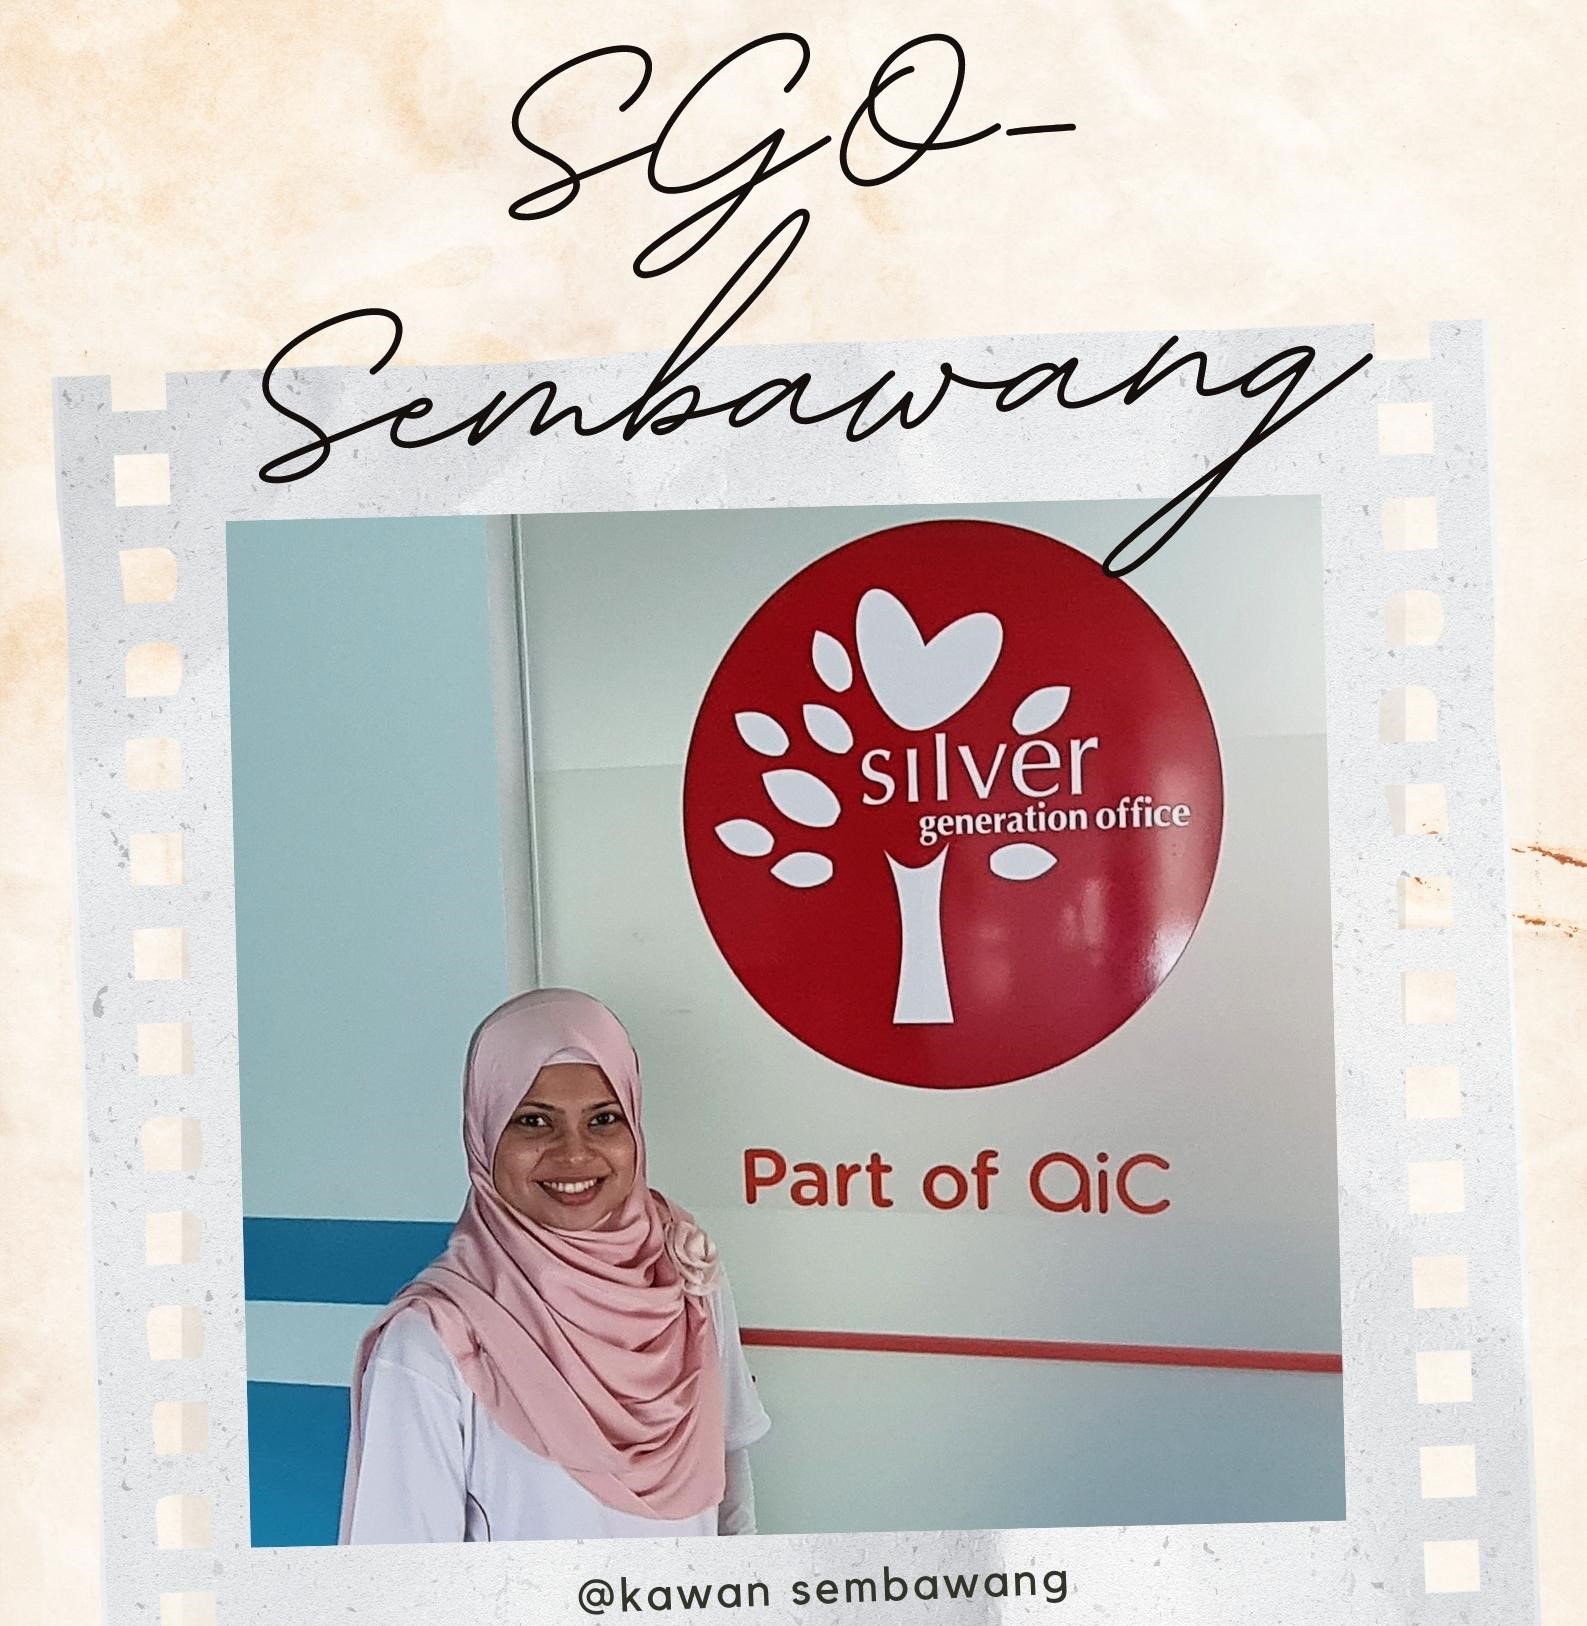 SGO-
Sembawang
silver
generation office
Part of aic
@kawan sembawang